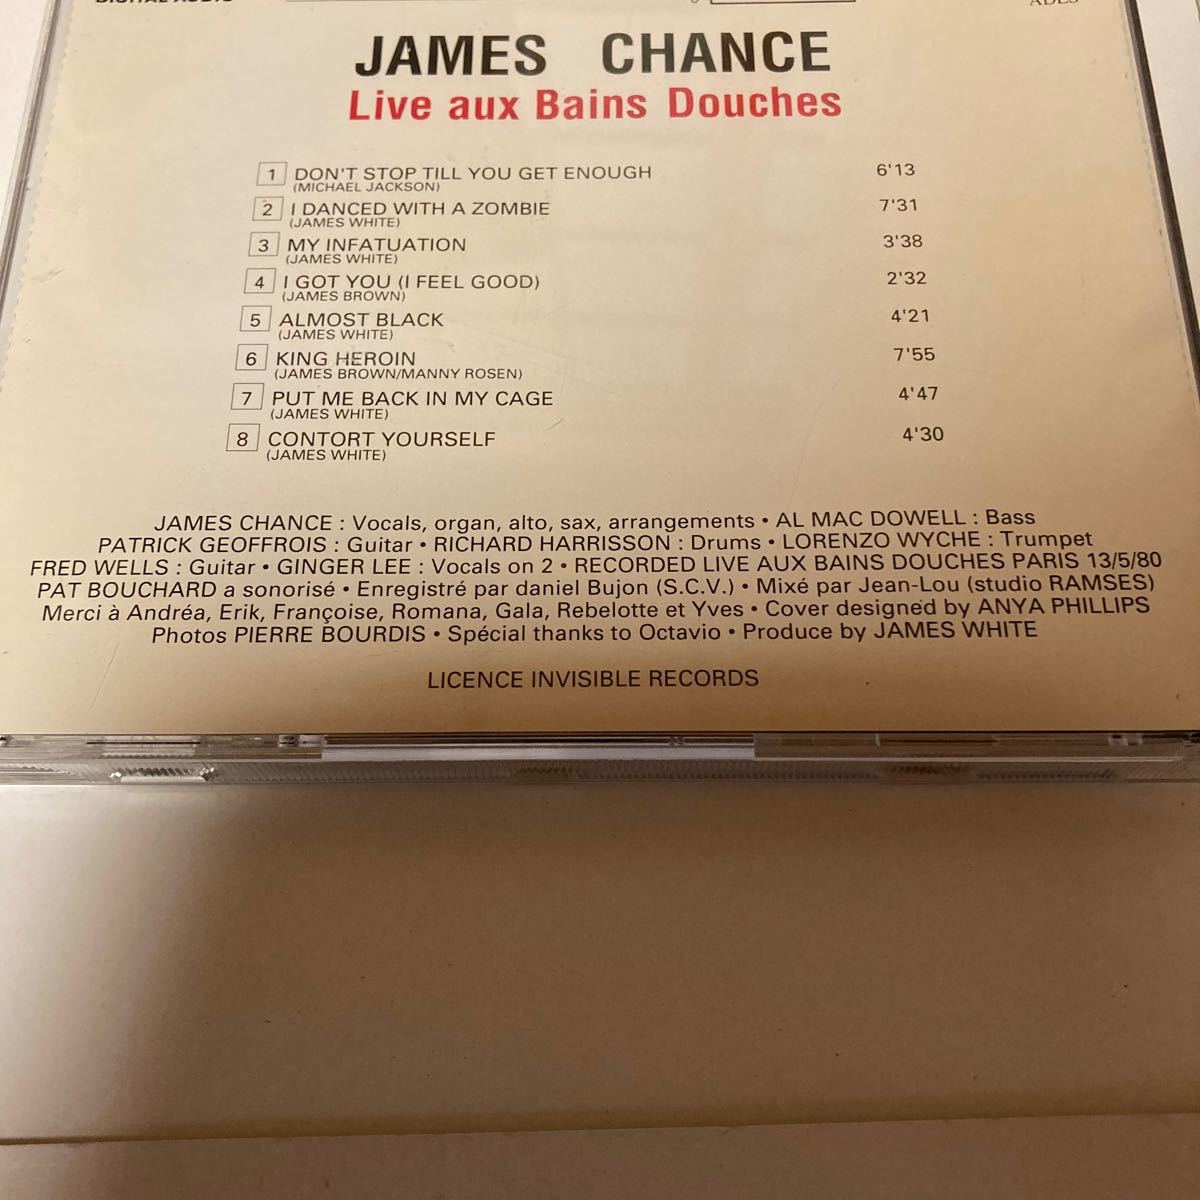 DIGITAL AUDIO
ADES
JAMES CHANCE
Live aux Bains Douches
1 DON'T STOP TILL YOU GET ENOUGH 6'13
(MICHAEL JACKSON)
2 I DANCED WITH A ZOMBIE 7'31
(JAMES WHITE)
3 MY INFATUATION 3'38
(JAMES WHITE)
4 I GOT YOU (I FEEL GOOD) 2'32
(JAMES BROWN)
5 ALMOST BLACK 4'21
(JAMES WHITE)
6 KING HEROIN 7'55
(JAMES BROWN/MANNY ROSEN)
7 PUT ME BACK IN MY CAGE 4'47
(JAMES WHITE)
8 CONTORT YOURSELF 4'30
(JAMES WHITE)
JAMES CHANCE : Vocals, organ, alto, sax, arrangements • AL MAC DOWELL : Bass
PATRICK GEOFFROIS : Guitar • RICHARD HARRISSON : Drums • LORENZO WYCHE : Trumpet
FRED WELLS : Guitar • GINGER LEE : Vocals on 2 • RECORDED LIVE AUX BAINS DOUCHES PARIS 13/5/80
PAT BOUCHARD a sonorisé • Enregistré par daniel Bujon (S.C.V.) • Mixé par Jean-Lou (studio RAMSES)
Merci à Andréa, Erik, Françoise, Romana, Gala, Rebelotte et Yves • Cover designed by ANYA PHILLIPS
Photos PIERRE BOURDIS • Spécial thanks to Octavio • Produce by JAMES WHITE
LICENCE INVISIBLE RECORDS